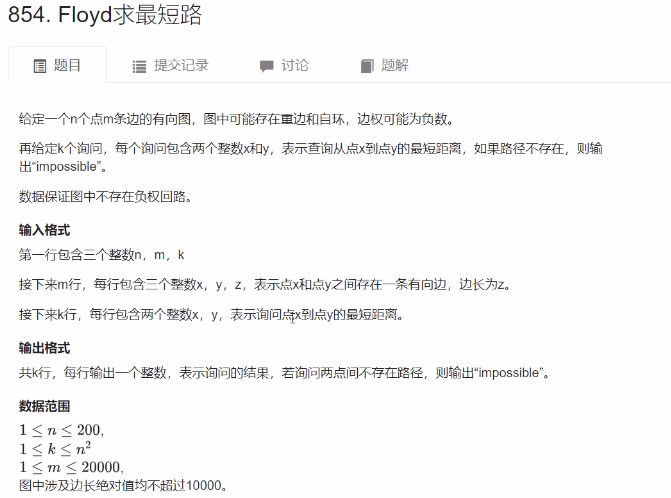 854. Floyd求最短路
题目 提交记录 讨论 题解
给定一个n个点m条边的有向图，图中可能存在重边和自环，边权可能为负数。
再给定k个询问，每个询问包含两个整数x和y，表示查询从点x到点y的最短距离，如果路径不存在，则输
出“impossible”。
数据保证图中不存在负权回路。
输入格式
第一行包含三个整数n，m，k
接下来m行，每行包含三个整数x，y，z，表示点x和点y之间存在一条有向边，边长为z。
接下来k行，每行包含两个整数x，y，表示询问点x到点y的最短距离。
输出格式
共k行，每行输出一个整数，表示询问的结果，若询问两点间不存在路径，则输出“impossible”。
数据范围
1 ≤ n ≤ 200,
1 ≤ k ≤ n²
1 ≤ m ≤ 20000,
图中涉及边长绝对值均不超过10000。